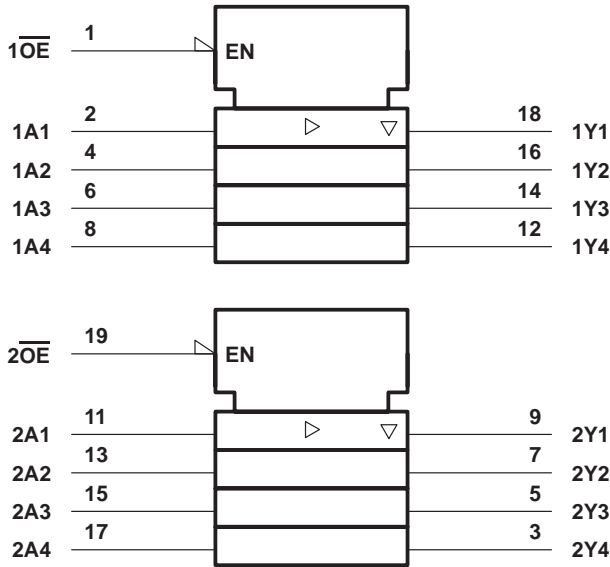 1OE 1 EN
1A1 2 18 1Y1
1A2 4 16 1Y2
1A3 6 14 1Y3
1A4 8 12 1Y4
2OE 19 EN
2A1 11 9 2Y1
2A2 13 7 2Y2
2A3 15 5 2Y3
2A4 17 3 2Y4